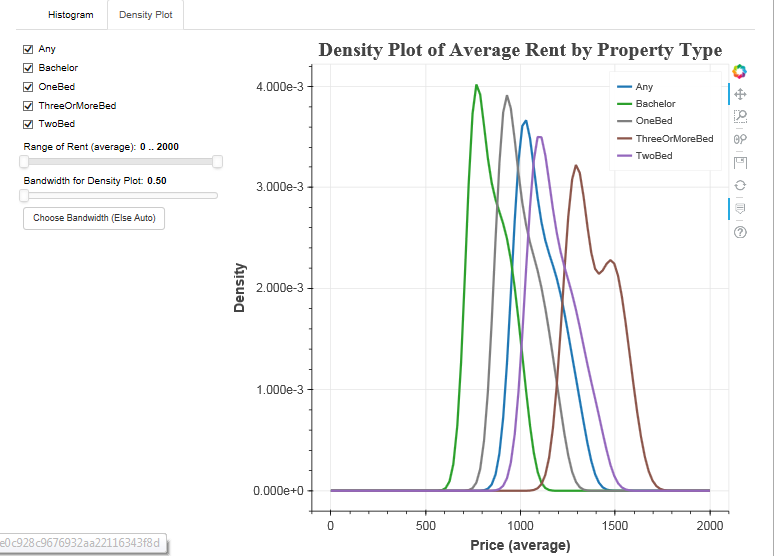 Histogram
Density Plot
Any
Bachelor
OneBed
ThreeOrMoreBed
TwoBed
Range of Rent (average): 0 .. 2000
Bandwidth for Density Plot: 0.50
Choose Bandwidth (Else Auto)
Density Plot of Average Rent by Property Type
Any
Bachelor
OneBed
ThreeOrMoreBed
TwoBed
Density
4.000e-3
3.000e-3
2.000e-3
1.000e-3
0.000e+0
0 500 1000 1500 2000
Price (average)
e0c928c9676932aa22116343f8d